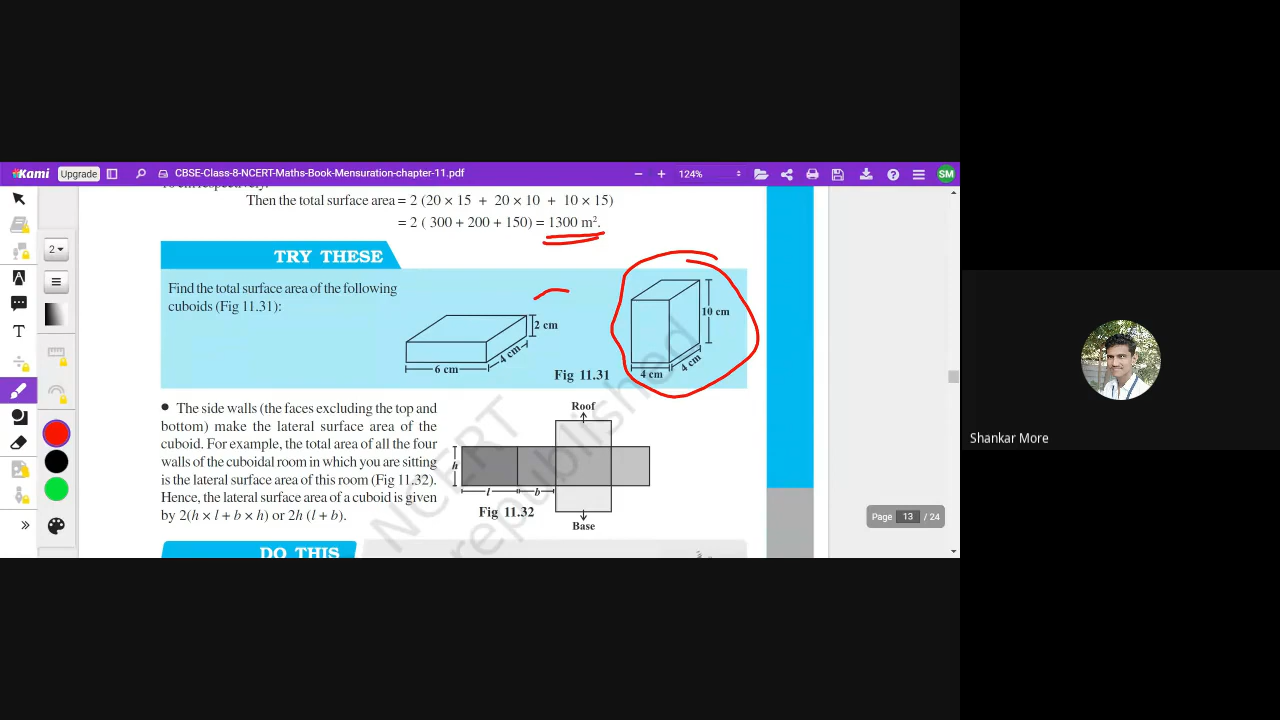 Kami
Upgrade
CBSE-Class-8-NCERT-Maths-Book-Mensuration-chapter-11.pdf
124%
SM
Then the total surface area = 2 (20 × 15 + 20 × 10 + 10 × 15)
= 2 ( 300 + 200 + 150) = 1300 m².
2
TRY THESE
Find the total surface area of the following
cuboids (Fig 11.31):
2 cm
4 cm
6 cm
10 cm
4 cm
4 cm
Fig 11.31
● The side walls (the faces excluding the top and
bottom) make the lateral surface area of the
cuboid. For example, the total area of all the four
walls of the cuboidal room in which you are sitting
is the lateral surface area of this room (Fig 11.32).
Hence, the lateral surface area of a cuboid is given
by 2(h × l + b × h) or 2h (l + b).
Roof
h
l
b
Fig 11.32
Base
NCERT
republished
DO THIS
Page 13 / 24
Shankar More